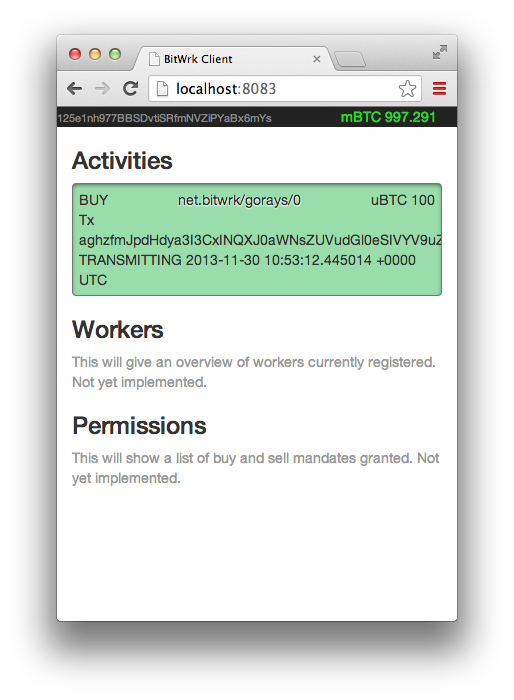 BitWrk Client
localhost:8083
125e1nh977BBSDvtiSRfmNVZiPYaBx6mYs mBTC 997.291
Activities
BUY net.bitwrk/gorays/0 uBTC 100
Tx
aghzfmJpdHdya3I3CxINQXJ0aWNsZUVudGl0eSIVYV9uZ
TRANSMITTING 2013-11-30 10:53:12.445014 +0000
UTC
Workers
This will give an overview of workers currently registered.
Not yet implemented.
Permissions
This will show a list of buy and sell mandates granted. Not
yet implemented.